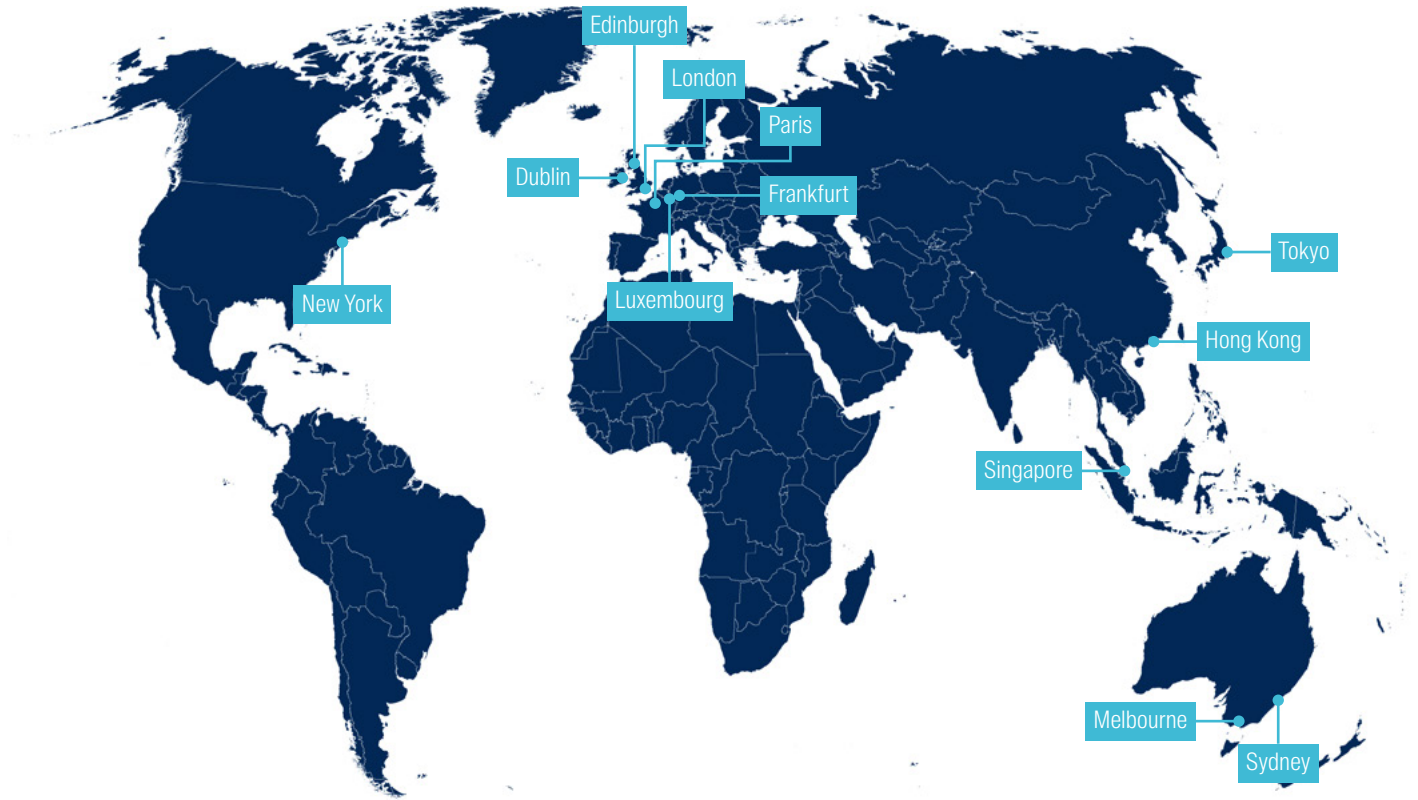 Edinburgh
London
Paris
Dublin
Frankfurt
Tokyo
New York
Luxembourg
Hong Kong
Singapore
Melbourne
Sydney